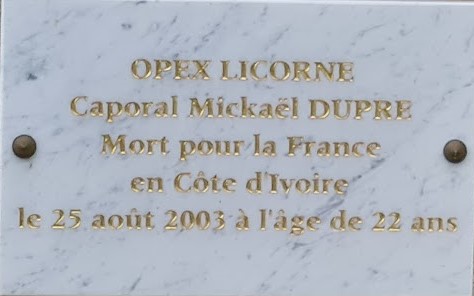 OPEX LICORNE
Caporal Mickaël DUPRE
Mort pour la France
en Côte d'Ivoire
le 25 août 2003 à l'âge de 22 ans